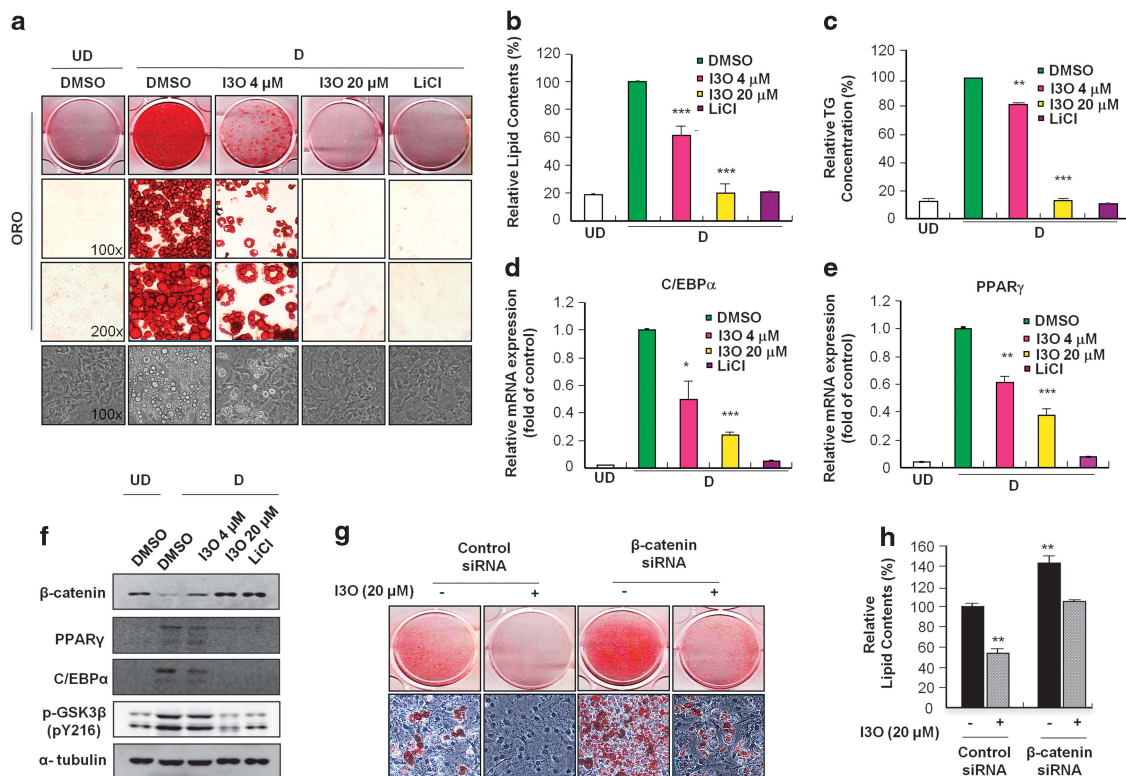 a
UD
D
DMSO DMSO I3O 4 μM I3O 20 μM LiCl
ORO
100x
200x
100x
b
Relative Lipid Contents (%)
120
100
80
60
40
20
0
DMSO
I3O 4 μM
I3O 20 μM
LiCl
***
***
UD
D
c
Relative TG
Concentration (%)
120
100
80
60
40
20
0
DMSO
I3O 4 μM
I3O 20 μM
LiCl
**
***
UD
D
d
C/EBPα
Relative mRNA expression
(fold of control)
1.2
1.0
0.8
0.6
0.4
0.2
0
DMSO
I3O 4 μM
I3O 20 μM
LiCl
*
***
UD
D
e
PPARγ
Relative mRNA expression
(fold of control)
1.2
1.0
0.8
0.6
0.4
0.2
0
DMSO
I3O 4 μM
I3O 20 μM
LiCl
**
***
UD
D
f
UD D
DMSO DMSO I3O 4 μM I3O 20 μM LiCl
β-catenin
PPARγ
C/EBPα
p-GSK3β
(pY216)
α- tubulin
g
Control
siRNA
β-catenin
siRNA
I3O (20 μM) - + - +
h
Relative
Lipid Contents (%)
160
140
120
100
80
60
40
20
0
**
**
I3O (20 μM) - + - +
Control
siRNA
β-catenin
siRNA